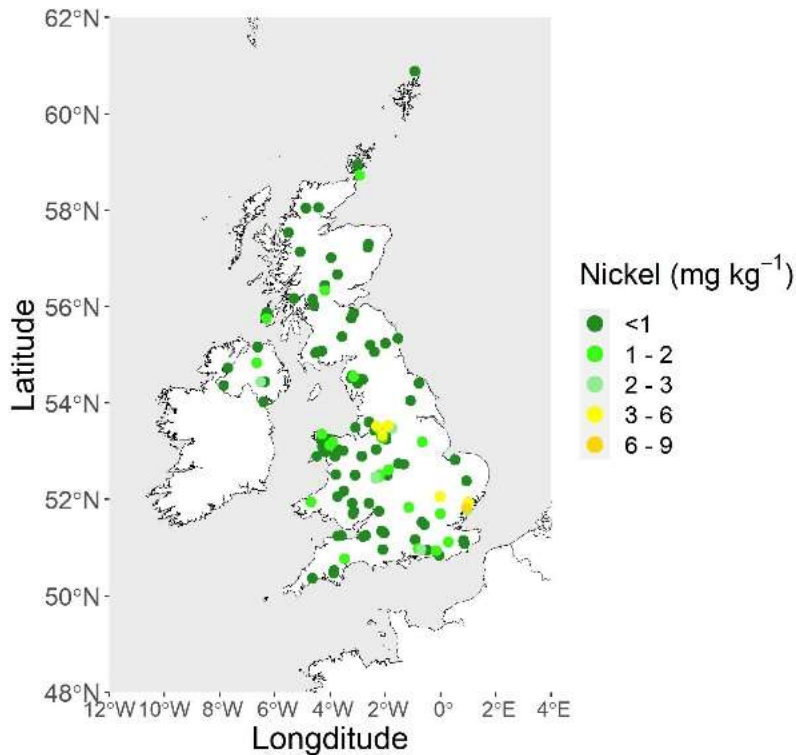 62°N
60°N
58°N
56°N
54°N
52°N
50°N
48°N
12°W 10°W 8°W 6°W 4°W 2°W 0° 2°E 4°E
Latitude
Longditude
Nickel (mg kg⁻¹)
<1
1 - 2
2 - 3
3 - 6
6 - 9